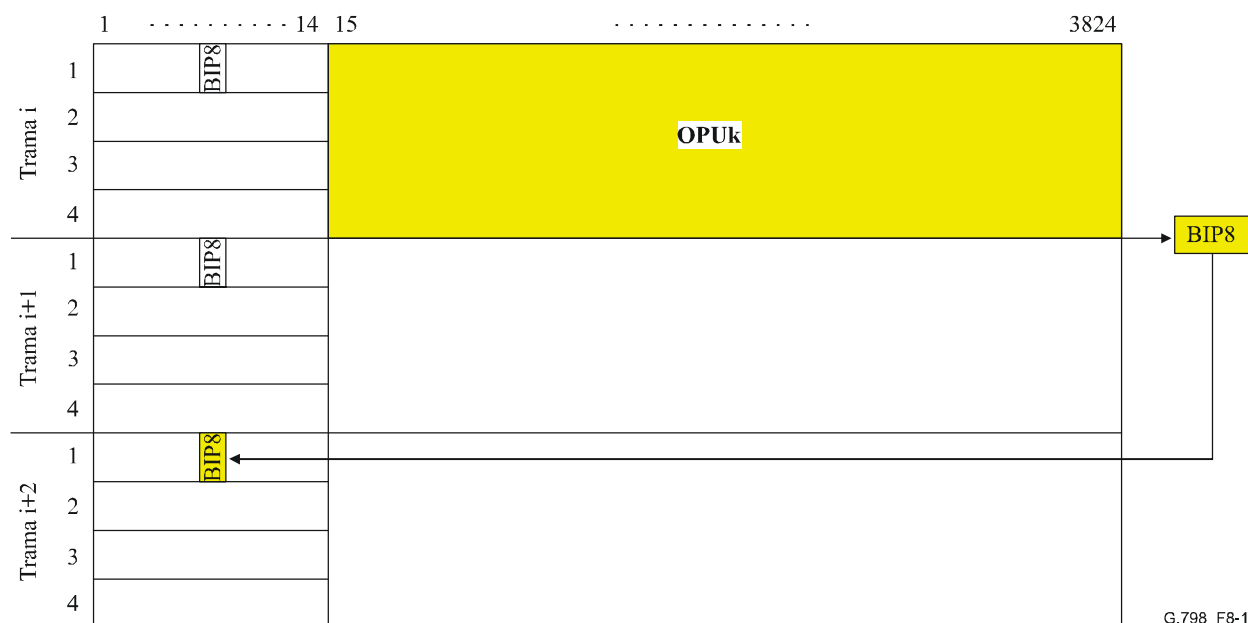 1 . . . . . . . . . . 14 15 . . . . . . . . . . . . . . 3824
Trama i
1 BIP8
2
OPUk
3
4
BIP8
Trama i+1
1 BIP8
2
3
4
Trama i+2
1 BIP8
2
3
4
G.798_F8-1